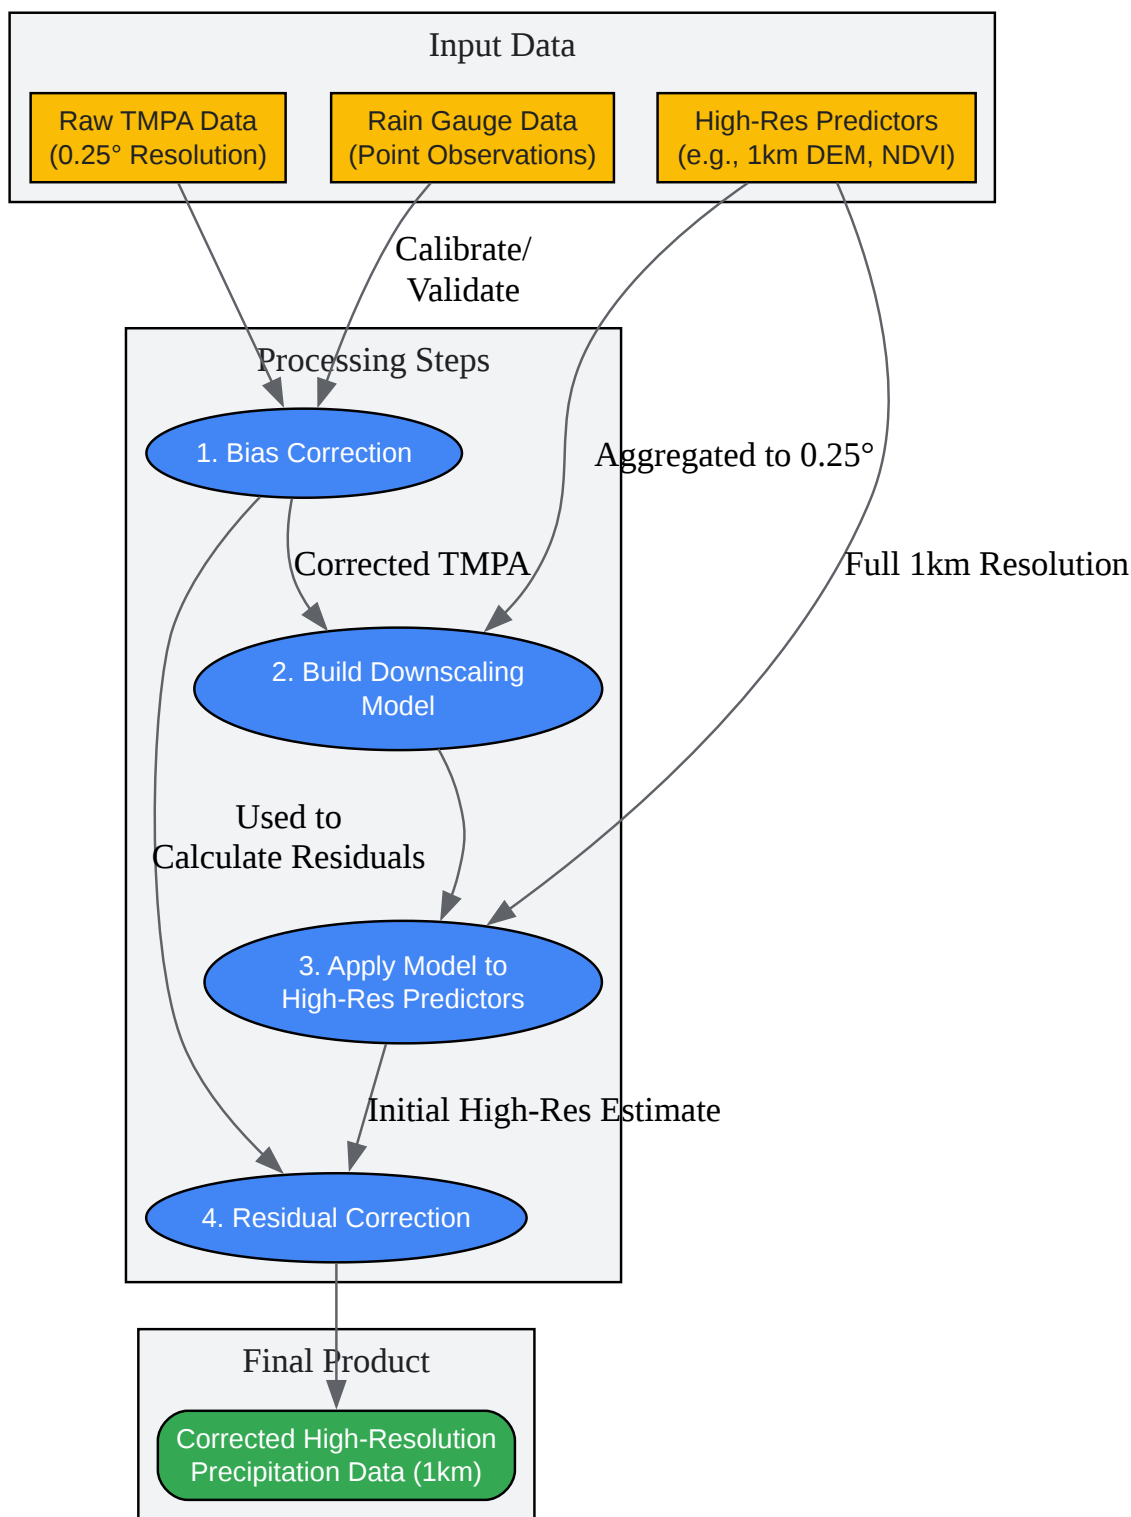 Input Data
Raw TMPA Data
(0.25° Resolution)
Rain Gauge Data
(Point Observations)
High-Res Predictors
(e.g., 1km DEM, NDVI)
Calibrate/
Validate
Processing Steps
1. Bias Correction
Aggregated to 0.25°
Corrected TMPA
Full 1km Resolution
2. Build Downscaling
Model
Used to
Calculate Residuals
3. Apply Model to
High-Res Predictors
Initial High-Res Estimate
4. Residual Correction
Final Product
Corrected High-Resolution
Precipitation Data (1km)